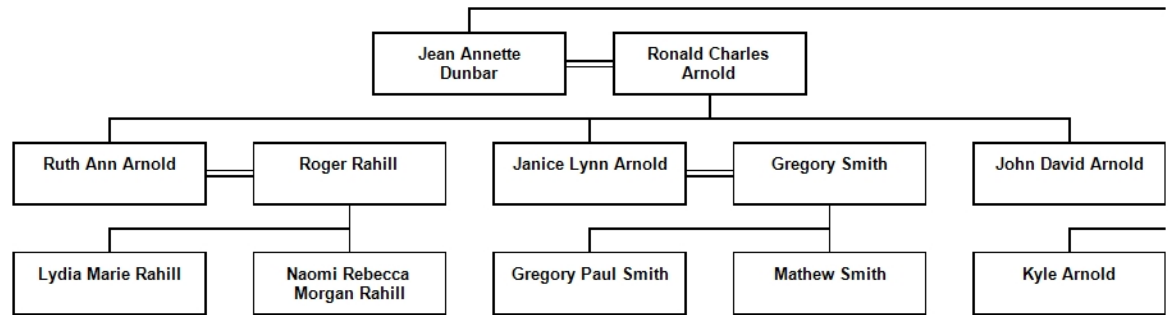 Jean Annette
Dunbar
Ronald Charles
Arnold
Ruth Ann Arnold
Roger Rahill
Janice Lynn Arnold
Gregory Smith
John David Arnold
Lydia Marie Rahill
Naomi Rebecca
Morgan Rahill
Gregory Paul Smith
Mathew Smith
Kyle Arnold